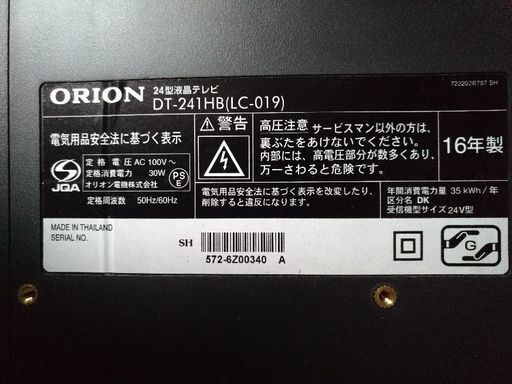 ORION
24型液晶テレビ
DT-241HB(LC-019)
722202B757 SH
電気用品安全法に基づく表示
JQA
定格電圧 AC 100V～
定格消費電力 30W
オリオン電機株式会社
定格周波数 50Hz/60Hz
PS
E
警告
高圧注意 サービスマン以外の方は、
裏ぶたをあけないでください。
内部には、高電圧部分が数多くあり、
万一さわると危険です。
電気用品安全法に基づく表示を改変したり、
削除すると違反になります。
16年製
年間消費電力量 35 kWh/年
区分名 DK
受信機型サイズ 24V型
MADE IN THAILAND
SERIAL NO.
SH
572-6Z00340 A
G